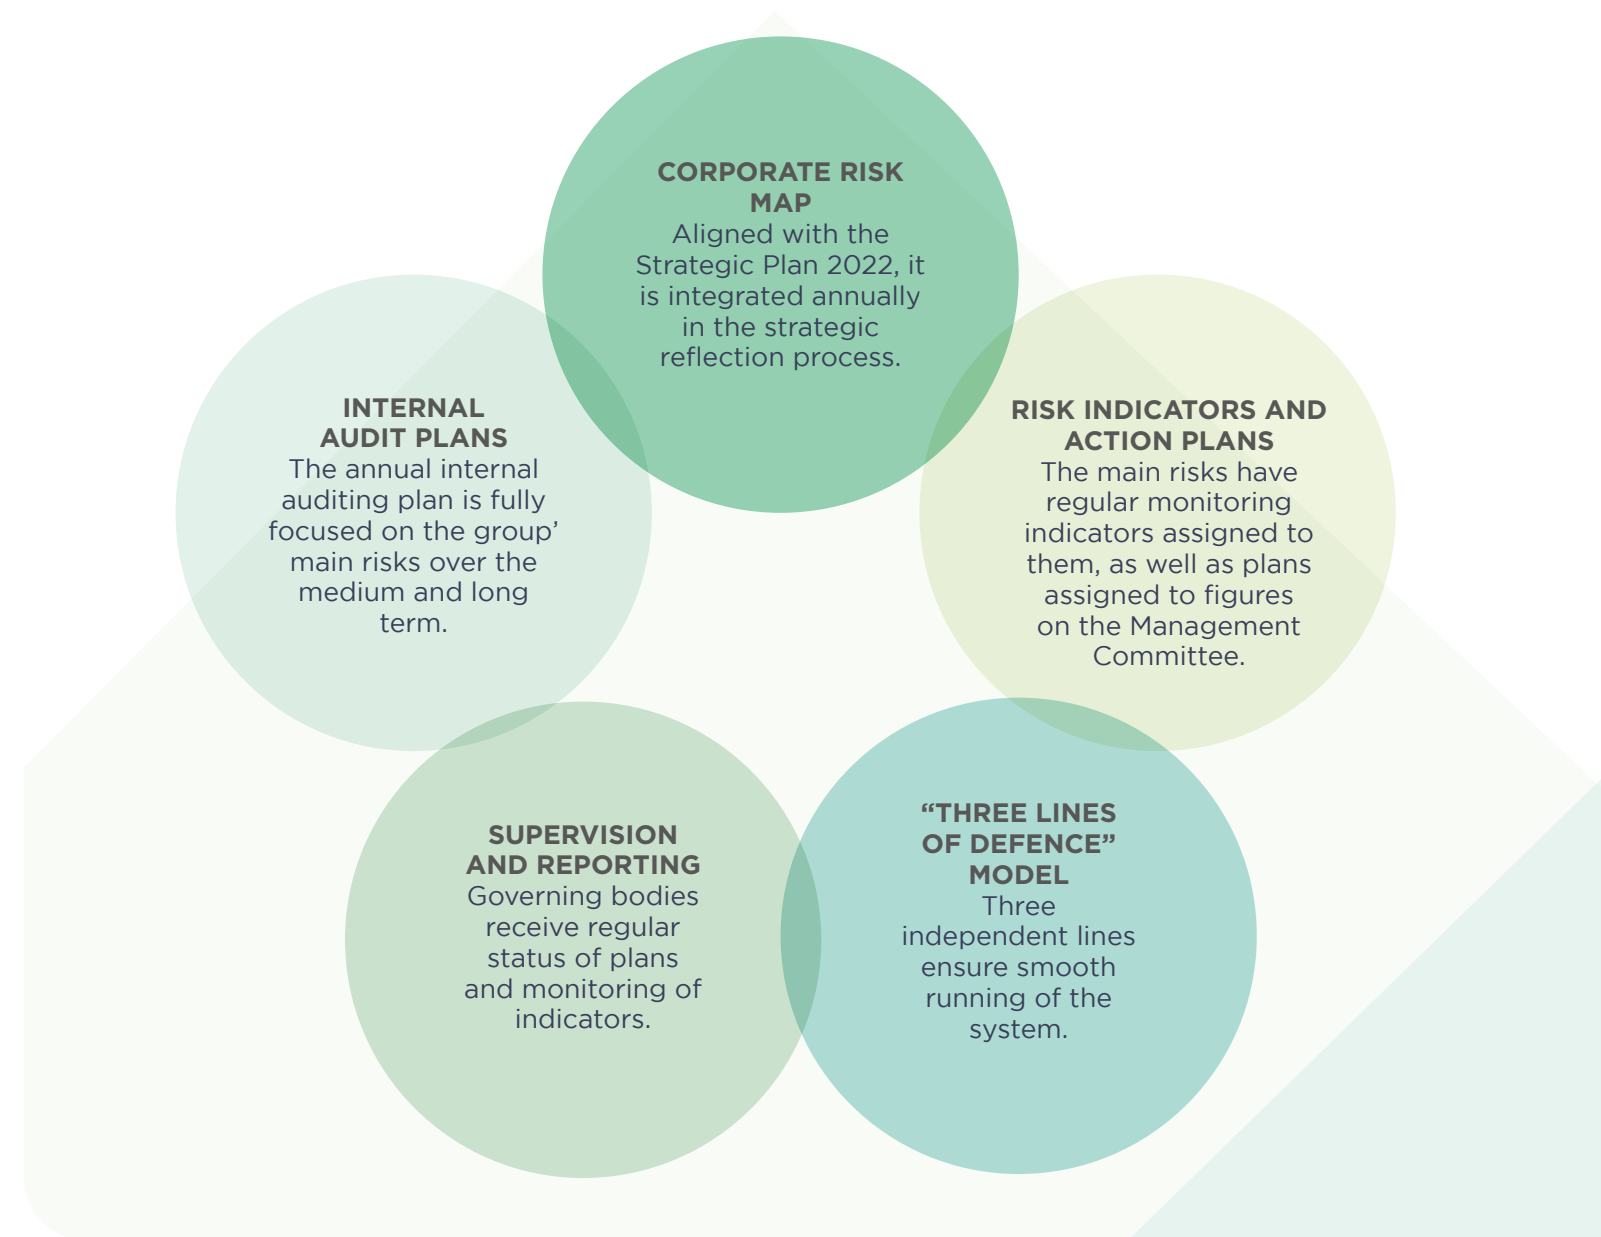 CORPORATE RISK
MAP
Aligned with the
Strategic Plan 2022, it
is integrated annually
in the strategic
reflection process.
INTERNAL
AUDIT PLANS
The annual internal
auditing plan is fully
focused on the group’
main risks over the
medium and long
term.
RISK INDICATORS AND
ACTION PLANS
The main risks have
regular monitoring
indicators assigned to
them, as well as plans
assigned to figures
on the Management
Committee.
SUPERVISION
AND REPORTING
Governing bodies
receive regular
status of plans
and monitoring of
indicators.
“THREE LINES
OF DEFENCE”
MODEL
Three
independent lines
ensure smooth
running of the
system.